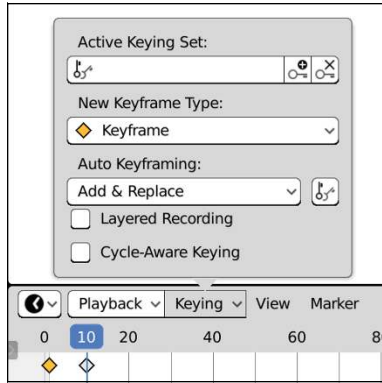 Active Keying Set:
New Keyframe Type:
Keyframe
Auto Keyframing:
Add & Replace
Layered Recording
Cycle-Aware Keying
Playback Keying View Marker
0 10 20 40 60 8